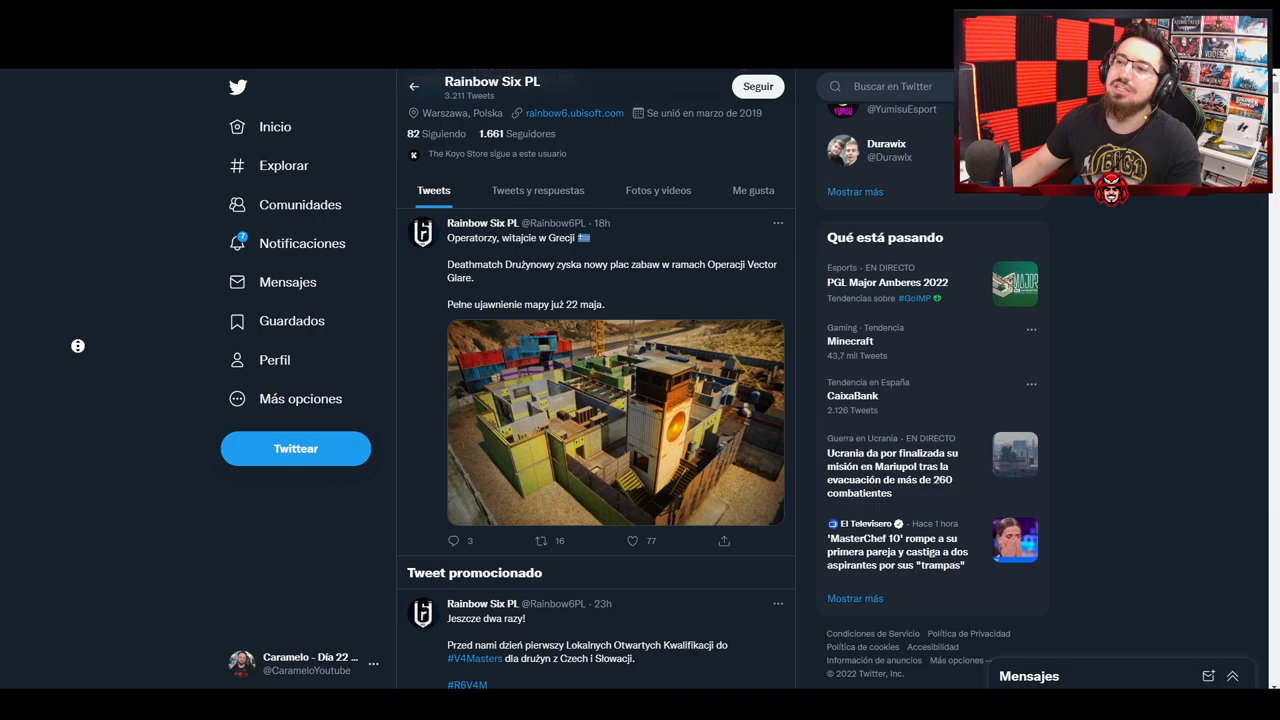 Rainbow Six PL
3.211 Tweets
Seguir
Warszawa, Polska
rainbow6.ubisoft.com
Se unió en marzo de 2019
82 Siguiendo
1.661 Seguidores
K
The Koyo Store sigue a este usuario
Tweets
Tweets y respuestas
Fotos y vídeos
Me gusta
Inicio
Explorar
Comunidades
7
Notificaciones
Mensajes
Guardados
Perfil
Más opciones
Twittear
Caramelo - Día 22 ...
@CarameloYoutube
Rainbow Six PL @Rainbow6PL · 18h
Operatorzy, witajcie w Grecji
Deathmatch Drużynowy zyska nowy plac zabaw w ramach Operacji Vector
Glare.
Pełne ujawnienie mapy już 22 maja.
3
16
77
Tweet promocionado
Rainbow Six PL @Rainbow6PL · 23h
Jeszcze dwa razy!
Przed nami dzień pierwszy Lokalnych Otwartych Kwalifikacji do
#V4Masters dla drużyn z Czech i Słowacji.
#R6V4M
Buscar en Twitter
@YumisuEsport
Durawix
@Durawix
Mostrar más
Qué está pasando
Esports · EN DIRECTO
PGL Major Amberes 2022
Tendencias sobre #GoIMP
MAJOR
Gaming · Tendencia
Minecraft
43,7 mil Tweets
Tendencia en España
CaixaBank
2.126 Tweets
Guerra en Ucrania · EN DIRECTO
Ucrania da por finalizada su
misión en Mariupol tras la
evacuación de más de 260
combatientes
El Televisero · Hace 1 hora
'MasterChef 10' rompe a su
primera pareja y castiga a dos
aspirantes por sus "trampas"
Mostrar más
Condiciones de Servicio Política de Privacidad
Política de cookies Accesibilidad
Información de anuncios Más opciones ···
© 2022 Twitter, Inc.
Mensajes